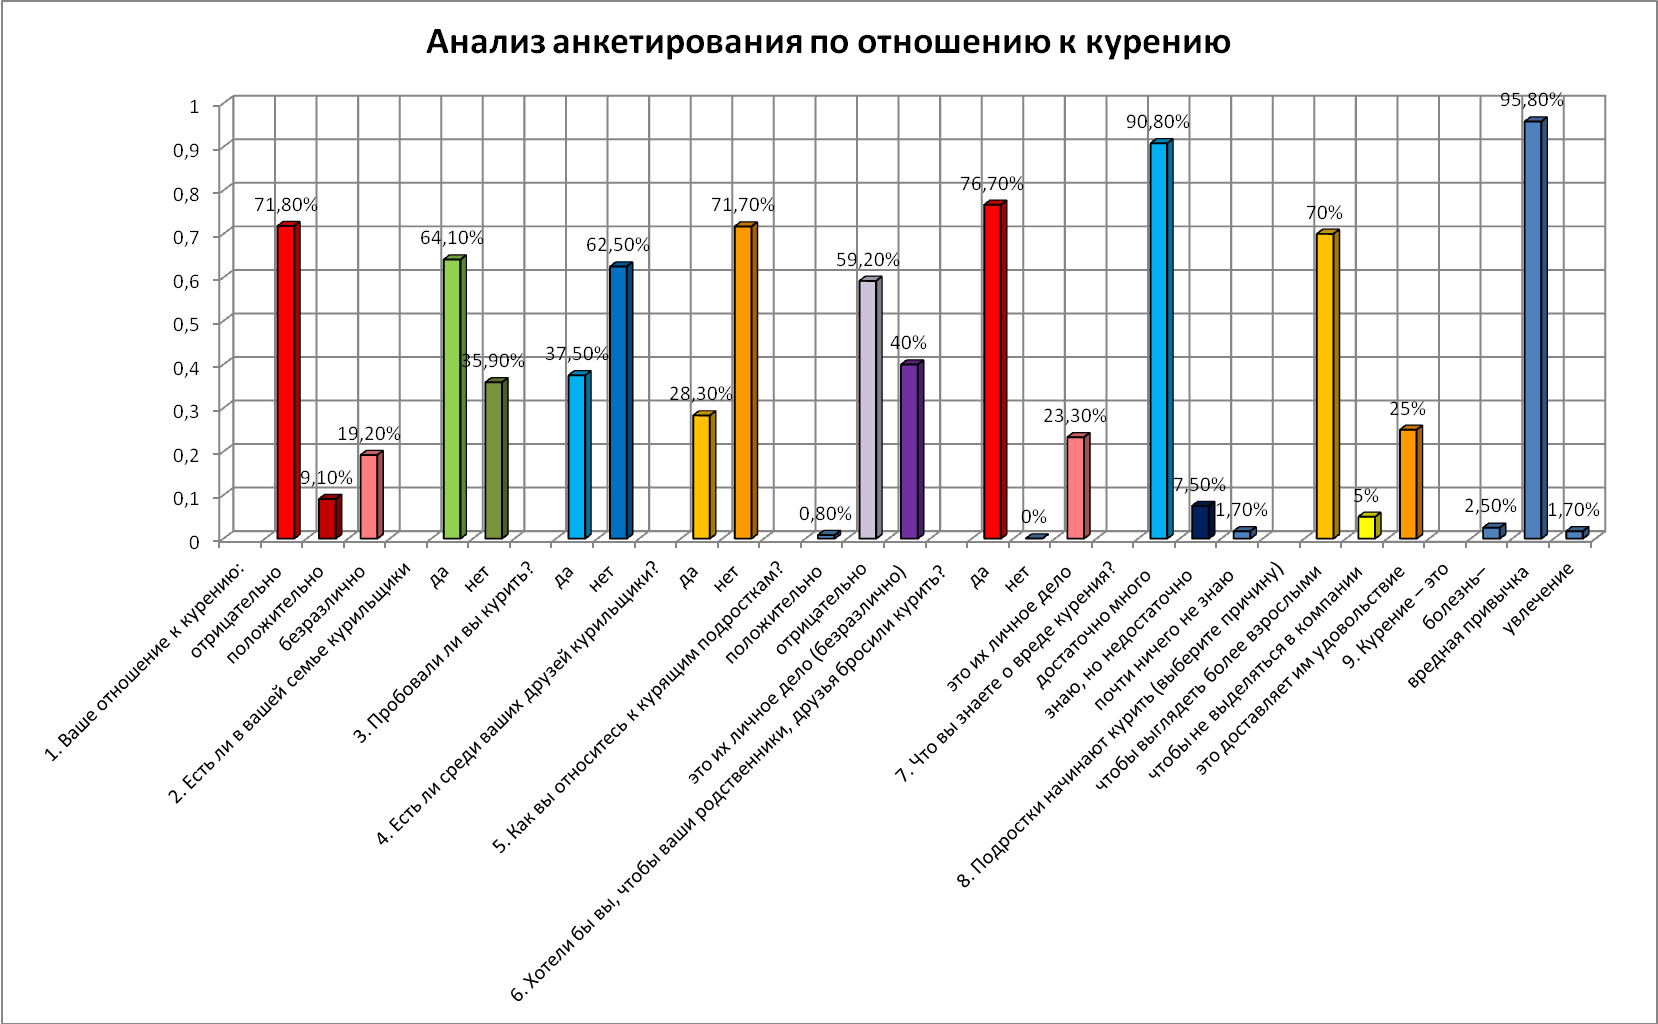 Анализ анкетирования по отношению к курению
1
0,9
0,8
0,7
0,6
0,5
0,4
0,3
0,2
0,1
0
71,80%
9,10%
19,20%
64,10%
35,90%
37,50%
62,50%
28,30%
71,70%
0,80%
59,20%
40%
76,70%
0%
23,30%
90,80%
7,50%
1,70%
70%
5%
25%
2,50%
95,80%
1,70%
1. Ваше отношение к курению:
отрицательно
положительно
безразлично
2. Есть ли в вашей семье курильщики
да
нет
3. Пробовали ли вы курить?
да
нет
4. Есть ли среди ваших друзей курильщики?
да
нет
5. Как вы относитесь к курящим подросткам?
положительно
отрицательно
это их личное дело (безразлично)
6. Хотели бы вы, чтобы ваши родственники, друзья бросили курить?
да
нет
это их личное дело
7. Что вы знаете о вреде курения?
достаточно много
знаю, но недостаточно
почти ничего не знаю
8. Подростки начинают курить (выберите причину)
чтобы выглядеть более взрослыми
чтобы не выделяться в компании
это доставляет им удовольствие
9. Курение – это
болезнь–
вредная привычка
увлечение